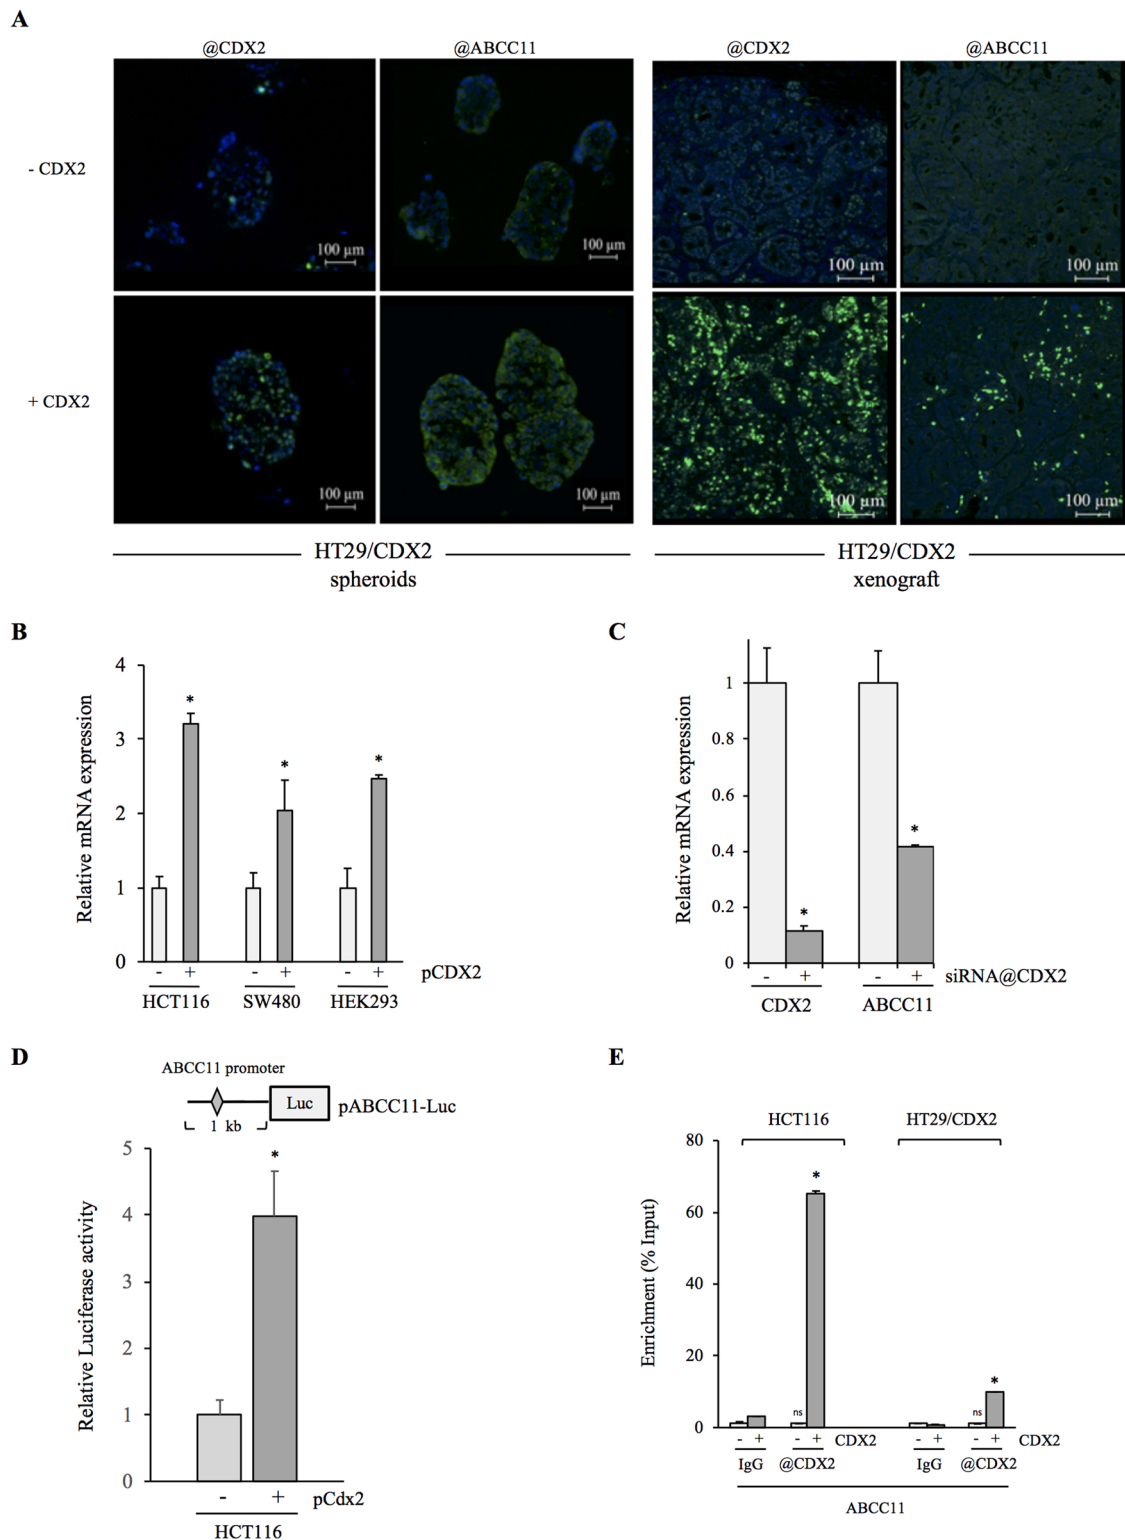 A
@CDX2 @ABCC11 @CDX2 @ABCC11
- CDX2
100 µm 100 µm 100 µm 100 µm
+ CDX2
100 µm 100 µm 100 µm 100 µm
HT29/CDX2 HT29/CDX2
spheroids xenograft
B
Relative mRNA expression
4
3
2
1
0
- + - + - + pCDX2
HCT116 SW480 HEK293
* * *
C
Relative mRNA expression
1
0.8
0.6
0.4
0.2
0
* *
- + - + siRNA@CDX2
CDX2 ABCC11
D
ABCC11 promoter
Luc pABCC11-Luc
1 kb
Relative Luciferase activity
5
4
3
2
1
0
*
- + pCdx2
HCT116
E
HCT116 HT29/CDX2
Enrichment (% Input)
80
60
40
20
0
* *
ns ns
- + - + CDX2 - + - + CDX2
IgG @CDX2 IgG @CDX2
ABCC11